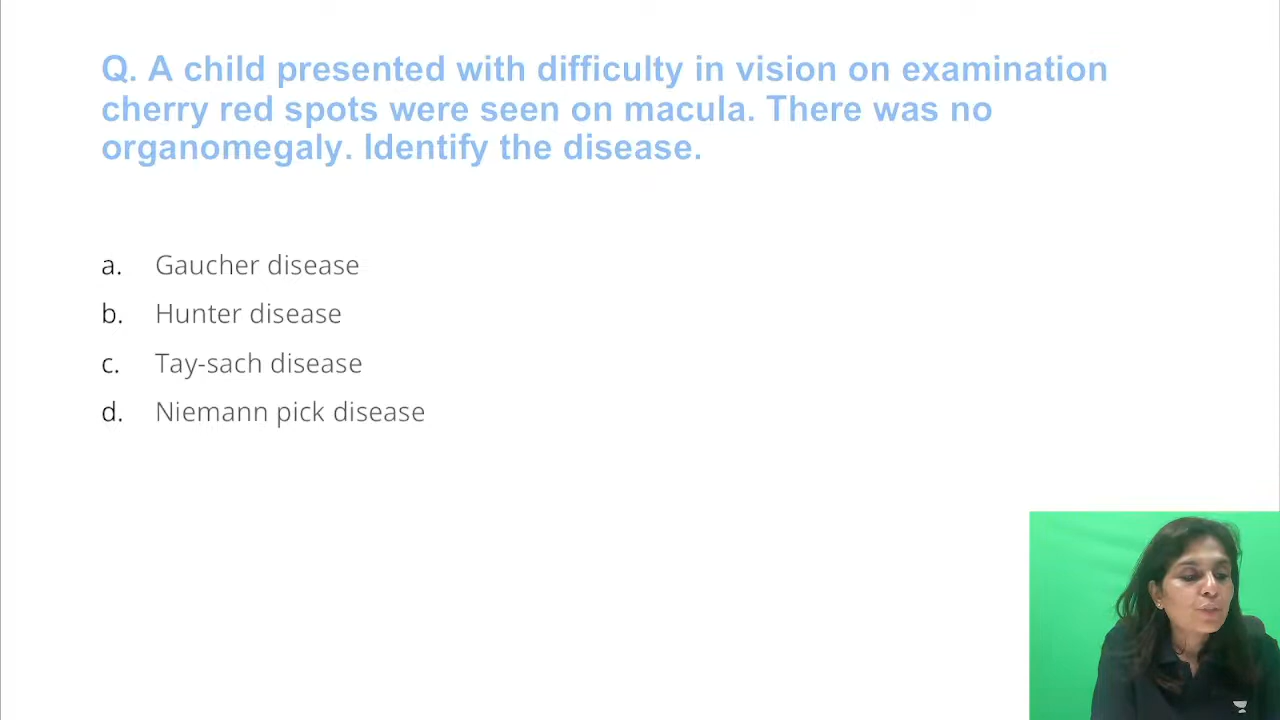 Q. A child presented with difficulty in vision on examination
cherry red spots were seen on macula. There was no
organomegaly. Identify the disease.
a. Gaucher disease
b. Hunter disease
c. Tay-sach disease
d. Niemann pick disease